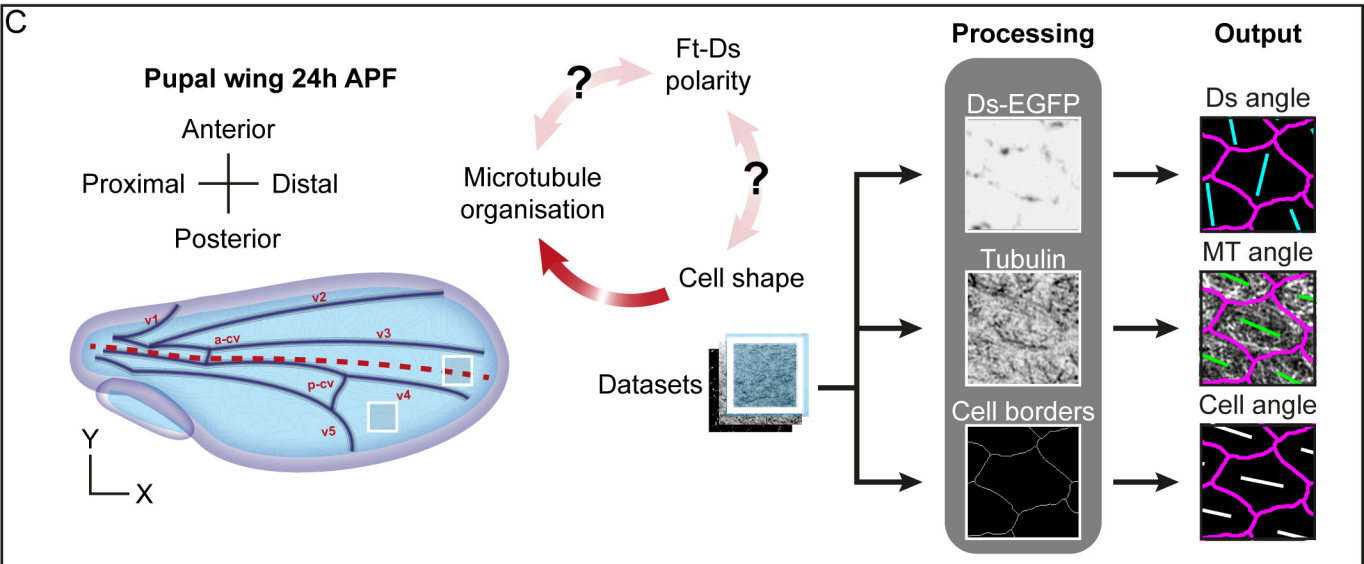 C
Pupal wing 24h APF
Anterior
Proximal
Distal
Posterior
v1
v2
v3
a-cv
p-cv
v4
v5
Y
X
Ft-Ds
polarity
?
?
Microtubule
organisation
Cell shape
Datasets
Processing
Ds-EGFP
Tubulin
Cell borders
Output
Ds angle
MT angle
Cell angle